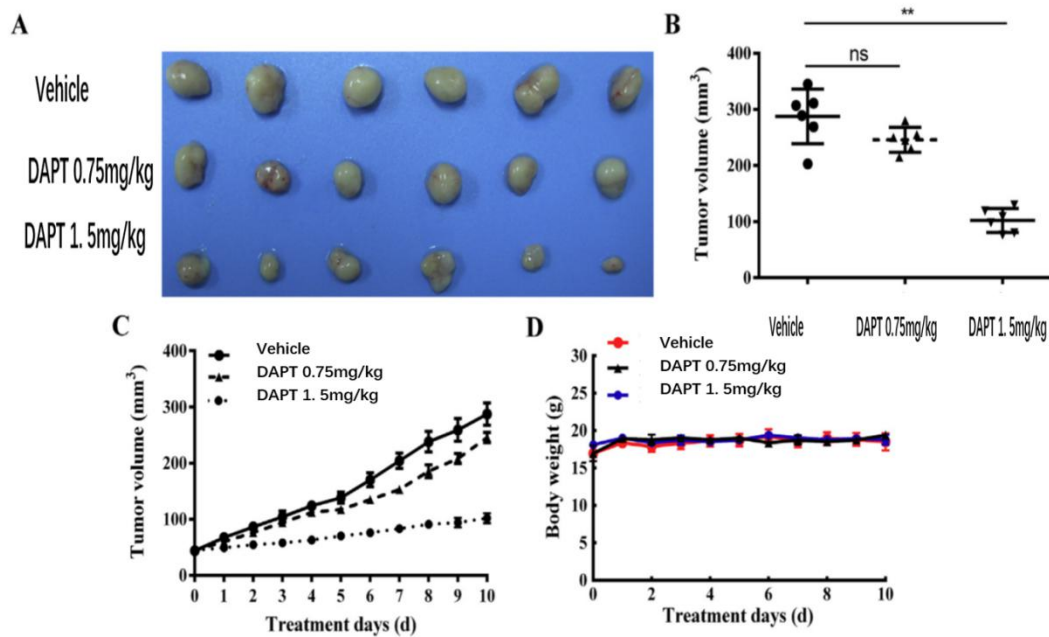 A
Vehicle
DAPT 0.75mg/kg
DAPT 1. 5mg/kg
B
**
ns
Tumor volume (mm³)
400
300
200
100
0
Vehicle
DAPT 0.75mg/kg
DAPT 1. 5mg/kg
C
Vehicle
DAPT 0.75mg/kg
DAPT 1. 5mg/kg
Tumor volume (mm³)
400
300
200
100
0
0 1 2 3 4 5 6 7 8 9 10
Treatment days (d)
D
Vehicle
DAPT 0.75mg/kg
DAPT 1. 5mg/kg
Body weight (g)
30
25
20
15
10
5
0
0 2 4 6 8 10
Treatment days (d)